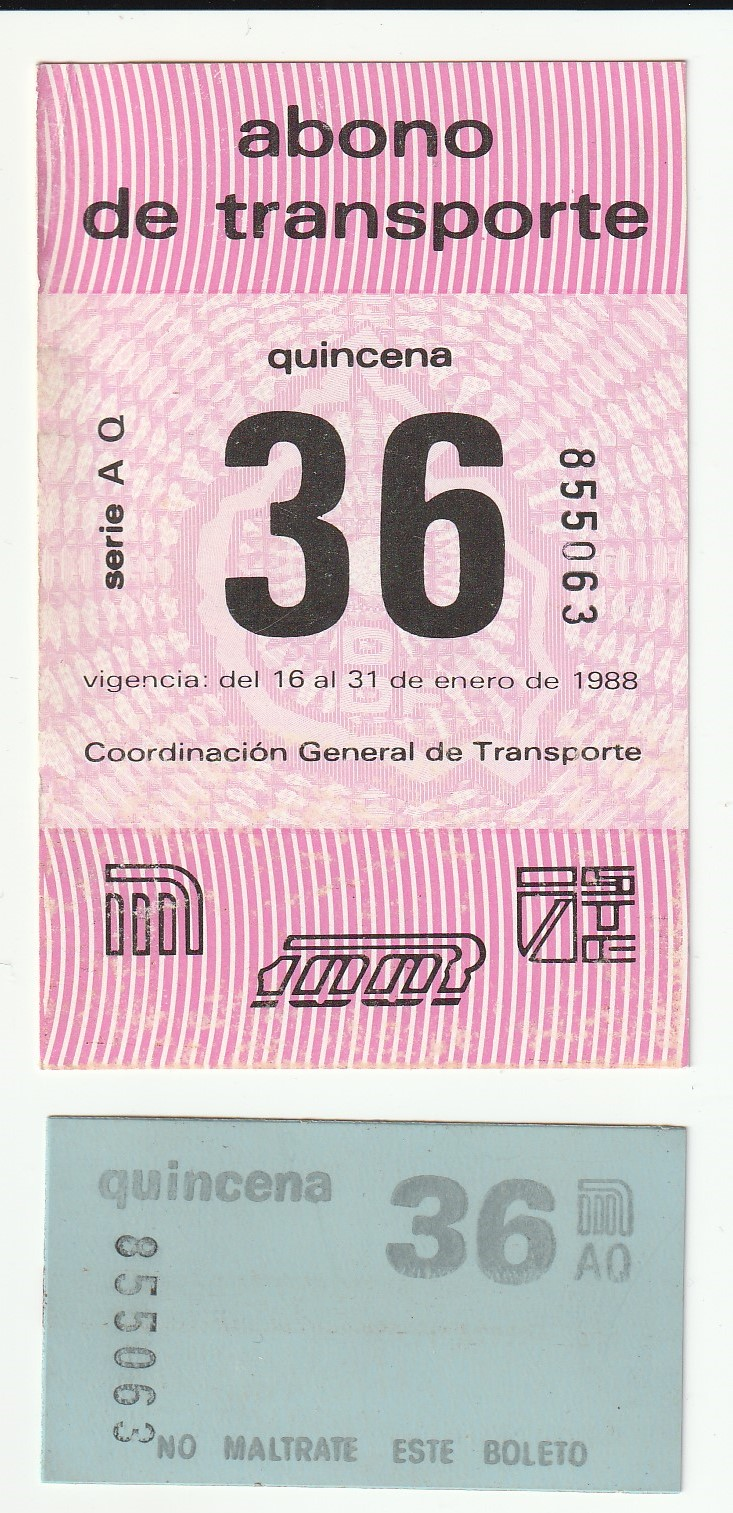 abono
de transporte
quincena
36
serie A Q
855063
vigencia: del 16 al 31 de enero de 1988
Coordinación General de Transporte
quincena
36
AQ
855063
NO MALTRATE ESTE BOLETO